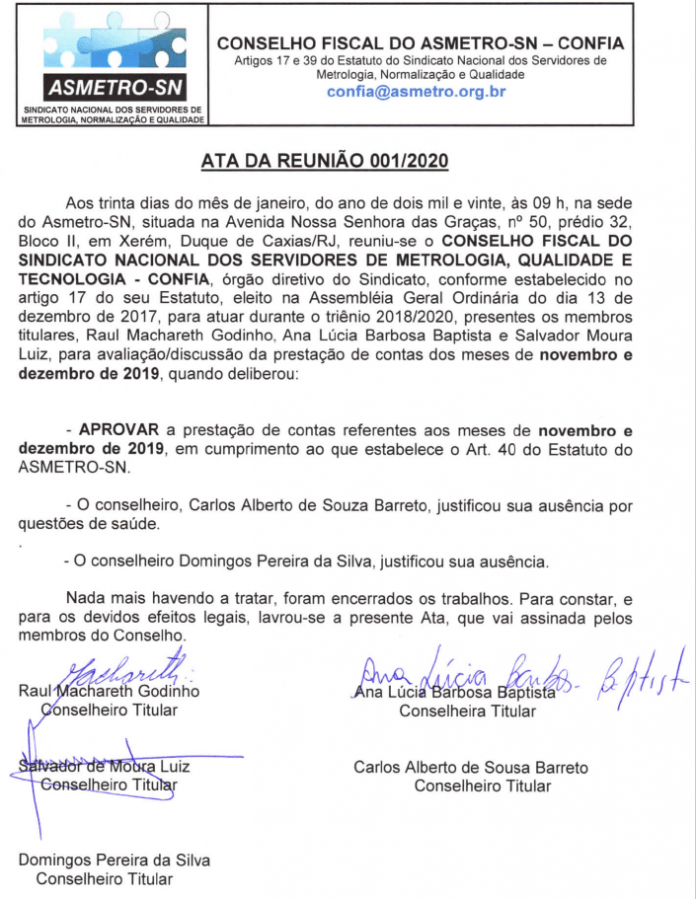 ASMETRO-SN
SINDICATO NACIONAL DOS SERVIDORES DE
METROLOGIA, NORMALIZAÇÃO E QUALIDADE
CONSELHO FISCAL DO ASMETRO-SN – CONFIA
Artigos 17 e 39 do Estatuto do Sindicato Nacional dos Servidores de
Metrologia, Normalização e Qualidade
confia@asmetro.org.br
ATA DA REUNIÃO 001/2020
Aos trinta dias do mês de janeiro, do ano de dois mil e vinte, às 09 h, na sede
do Asmetro-SN, situada na Avenida Nossa Senhora das Graças, nº 50, prédio 32,
Bloco II, em Xerém, Duque de Caxias/RJ, reuniu-se o CONSELHO FISCAL DO
SINDICATO NACIONAL DOS SERVIDORES DE METROLOGIA, QUALIDADE E
TECNOLOGIA - CONFIA, órgão diretivo do Sindicato, conforme estabelecido no
artigo 17 do seu Estatuto, eleito na Assembléia Geral Ordinária do dia 13 de
dezembro de 2017, para atuar durante o triênio 2018/2020, presentes os membros
titulares, Raul Machareth Godinho, Ana Lúcia Barbosa Baptista e Salvador Moura
Luiz, para avaliação/discussão da prestação de contas dos meses de novembro e
dezembro de 2019, quando deliberou:
- APROVAR a prestação de contas referentes aos meses de novembro e
dezembro de 2019, em cumprimento ao que estabelece o Art. 40 do Estatuto do
ASMETRO-SN.
- O conselheiro, Carlos Alberto de Souza Barreto, justificou sua ausência por
questões de saúde.
- O conselheiro Domingos Pereira da Silva, justificou sua ausência.
Nada mais havendo a tratar, foram encerrados os trabalhos. Para constar, e
para os devidos efeitos legais, lavrou-se a presente Ata, que vai assinada pelos
membros do Conselho.
Machareth Ana Lúcia Barbosa Baptista
Raul Machareth Godinho Ana Lúcia Barbosa Baptista
Conselheiro Titular Conselheira Titular
Salvador de Moura Luiz Carlos Alberto de Sousa Barreto
Conselheiro Titular Conselheiro Titular
Domingos Pereira da Silva
Conselheiro Titular